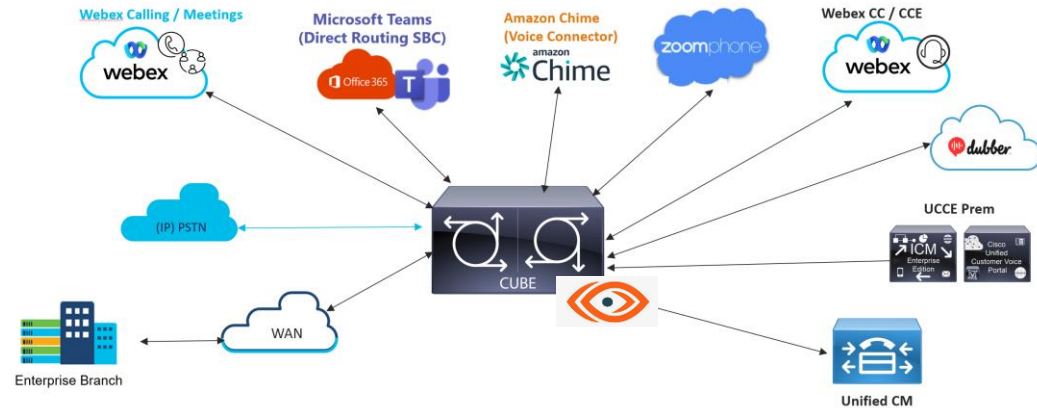 Webex Calling / Meetings
webex
Microsoft Teams
(Direct Routing SBC)
Office 365
T
Amazon Chime
(Voice Connector)
amazon
Chime
zoomphone
Webex CC / CCE
webex
dubber
(IP) PSTN
CUBE
UCCE Prem
ICM
Enterprise
Edition
Cisco
Unified
Customer Voice
Portal
WAN
Enterprise Branch
Unified CM